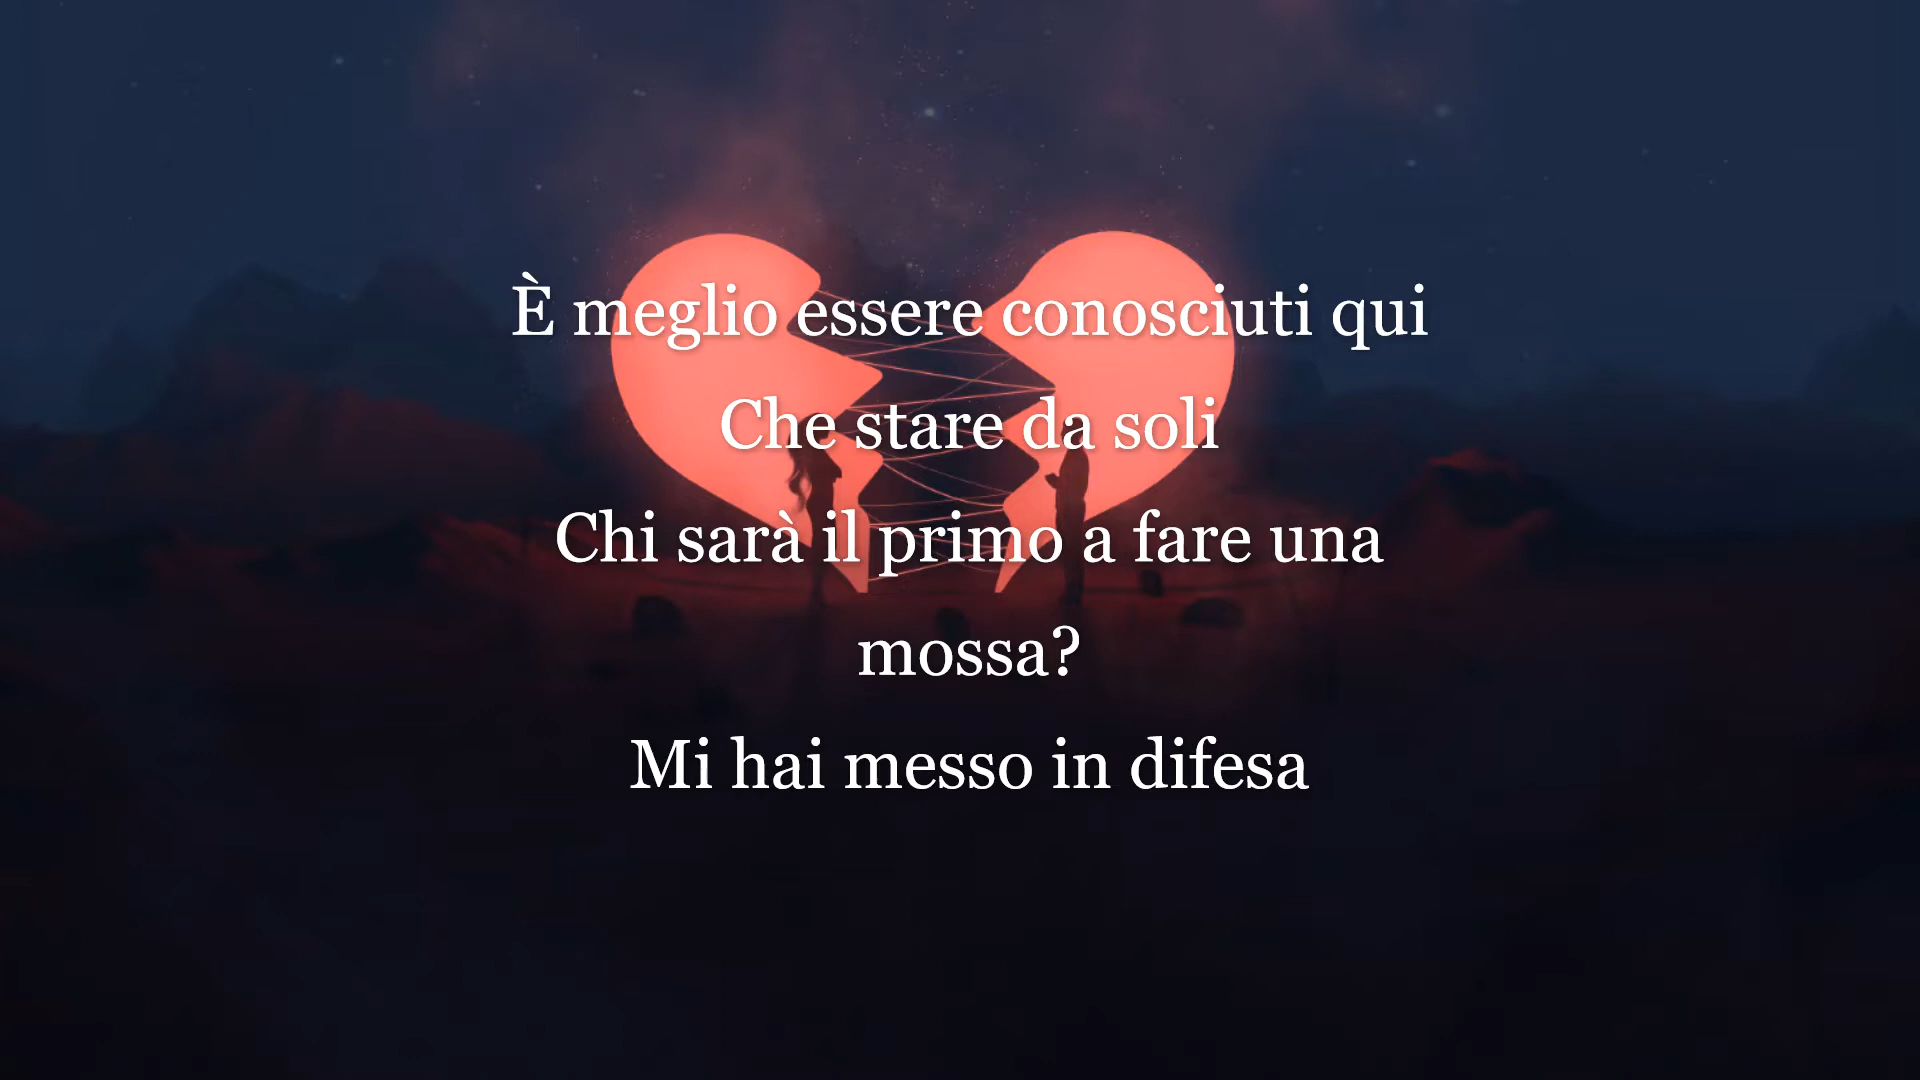 È meglio essere conosciuti qui
Che stare da soli
Chi sarà il primo a fare una
mossa?
Mi hai messo in difesa